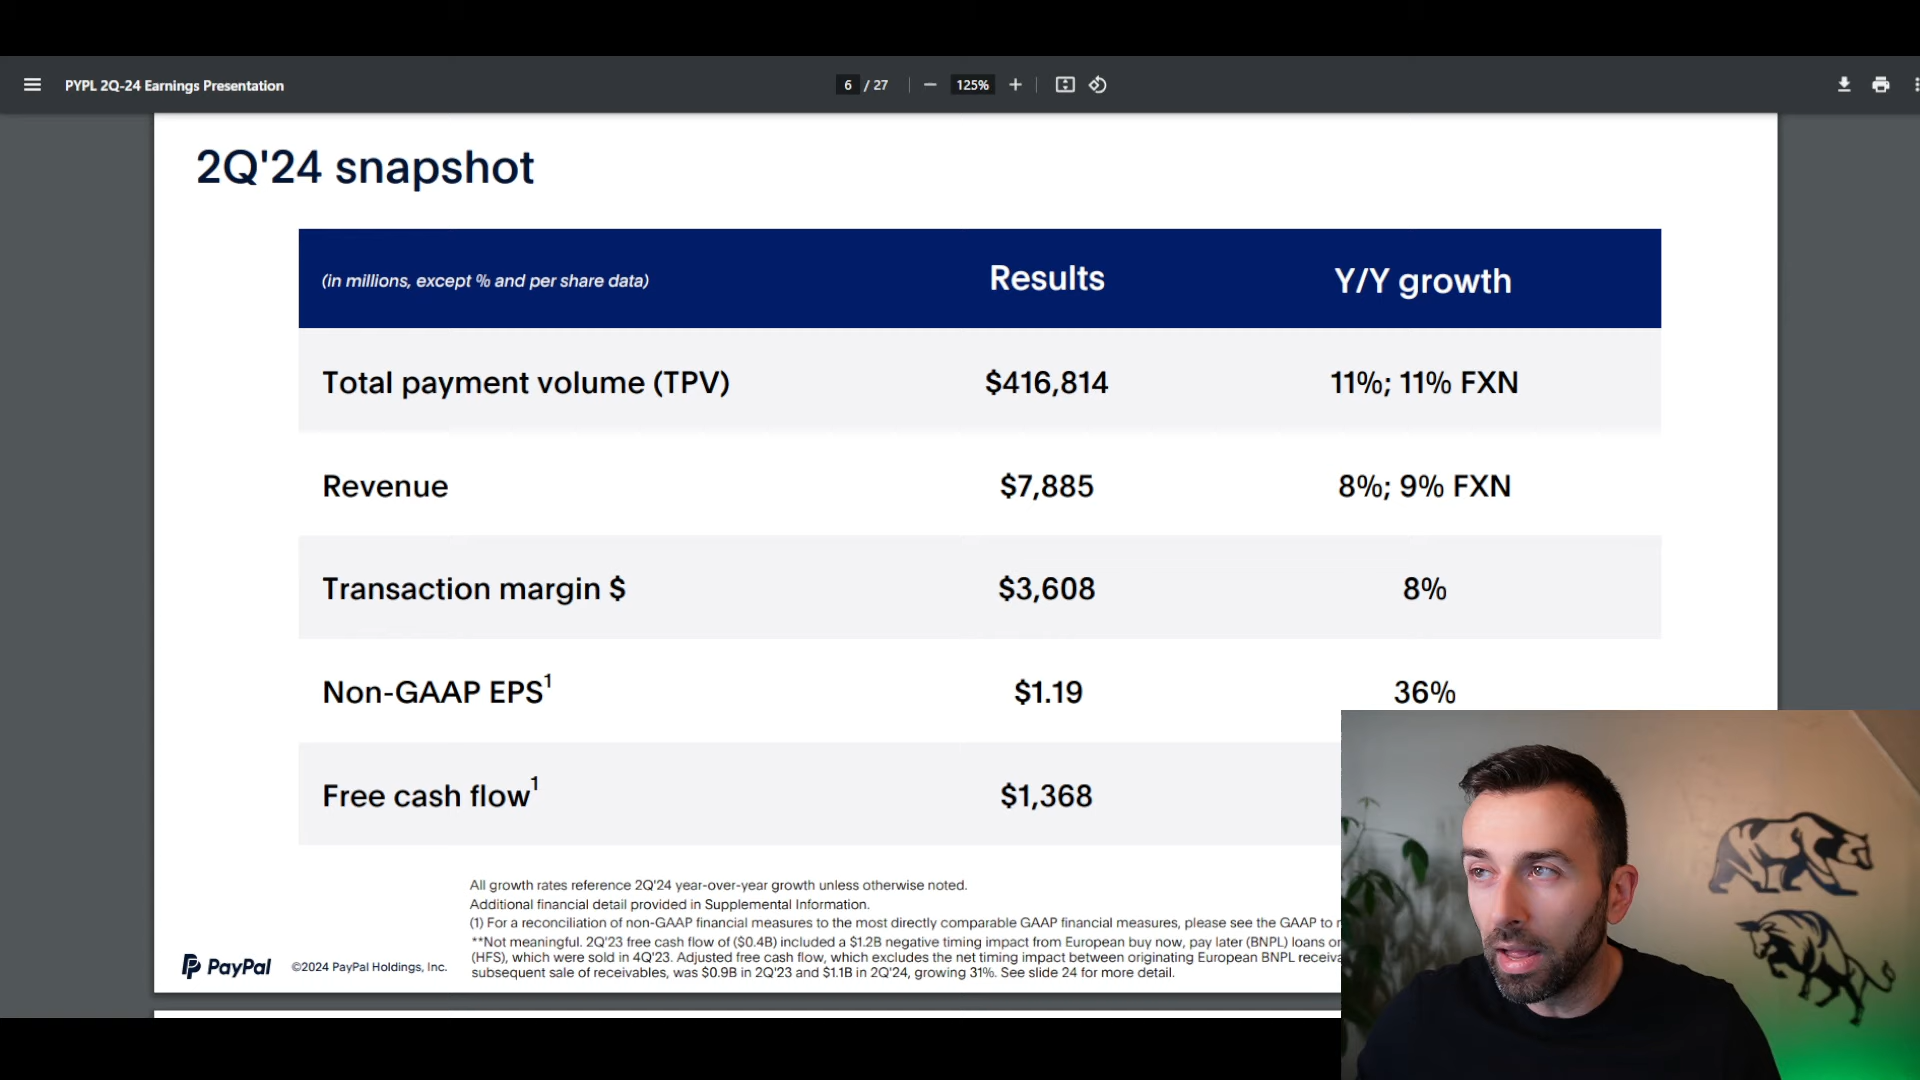 PYPL 2Q-24 Earnings Presentation
6 / 27
125%
2Q'24 snapshot
(in millions, except % and per share data) Results Y/Y growth
Total payment volume (TPV) $416,814 11%; 11% FXN
Revenue $7,885 8%; 9% FXN
Transaction margin $ $3,608 8%
Non-GAAP EPS¹ $1.19 36%
Free cash flow¹ $1,368
All growth rates reference 2Q'24 year-over-year growth unless otherwise noted.
Additional financial detail provided in Supplemental Information.
(1) For a reconciliation of non-GAAP financial measures to the most directly comparable GAAP financial measures, please see the GAAP to
**Not meaningful. 2Q'23 free cash flow of ($0.4B) included a $1.2B negative timing impact from European buy now, pay later (BNPL) loans
(HFS), which were sold in 4Q'23. Adjusted free cash flow, which excludes the net timing impact between originating European BNPL
subsequent sale of receivables, was $0.9B in 2Q'23 and $1.1B in 2Q'24, growing 31%. See slide 24 for more detail.
PayPal
©2024 PayPal Holdings, Inc.